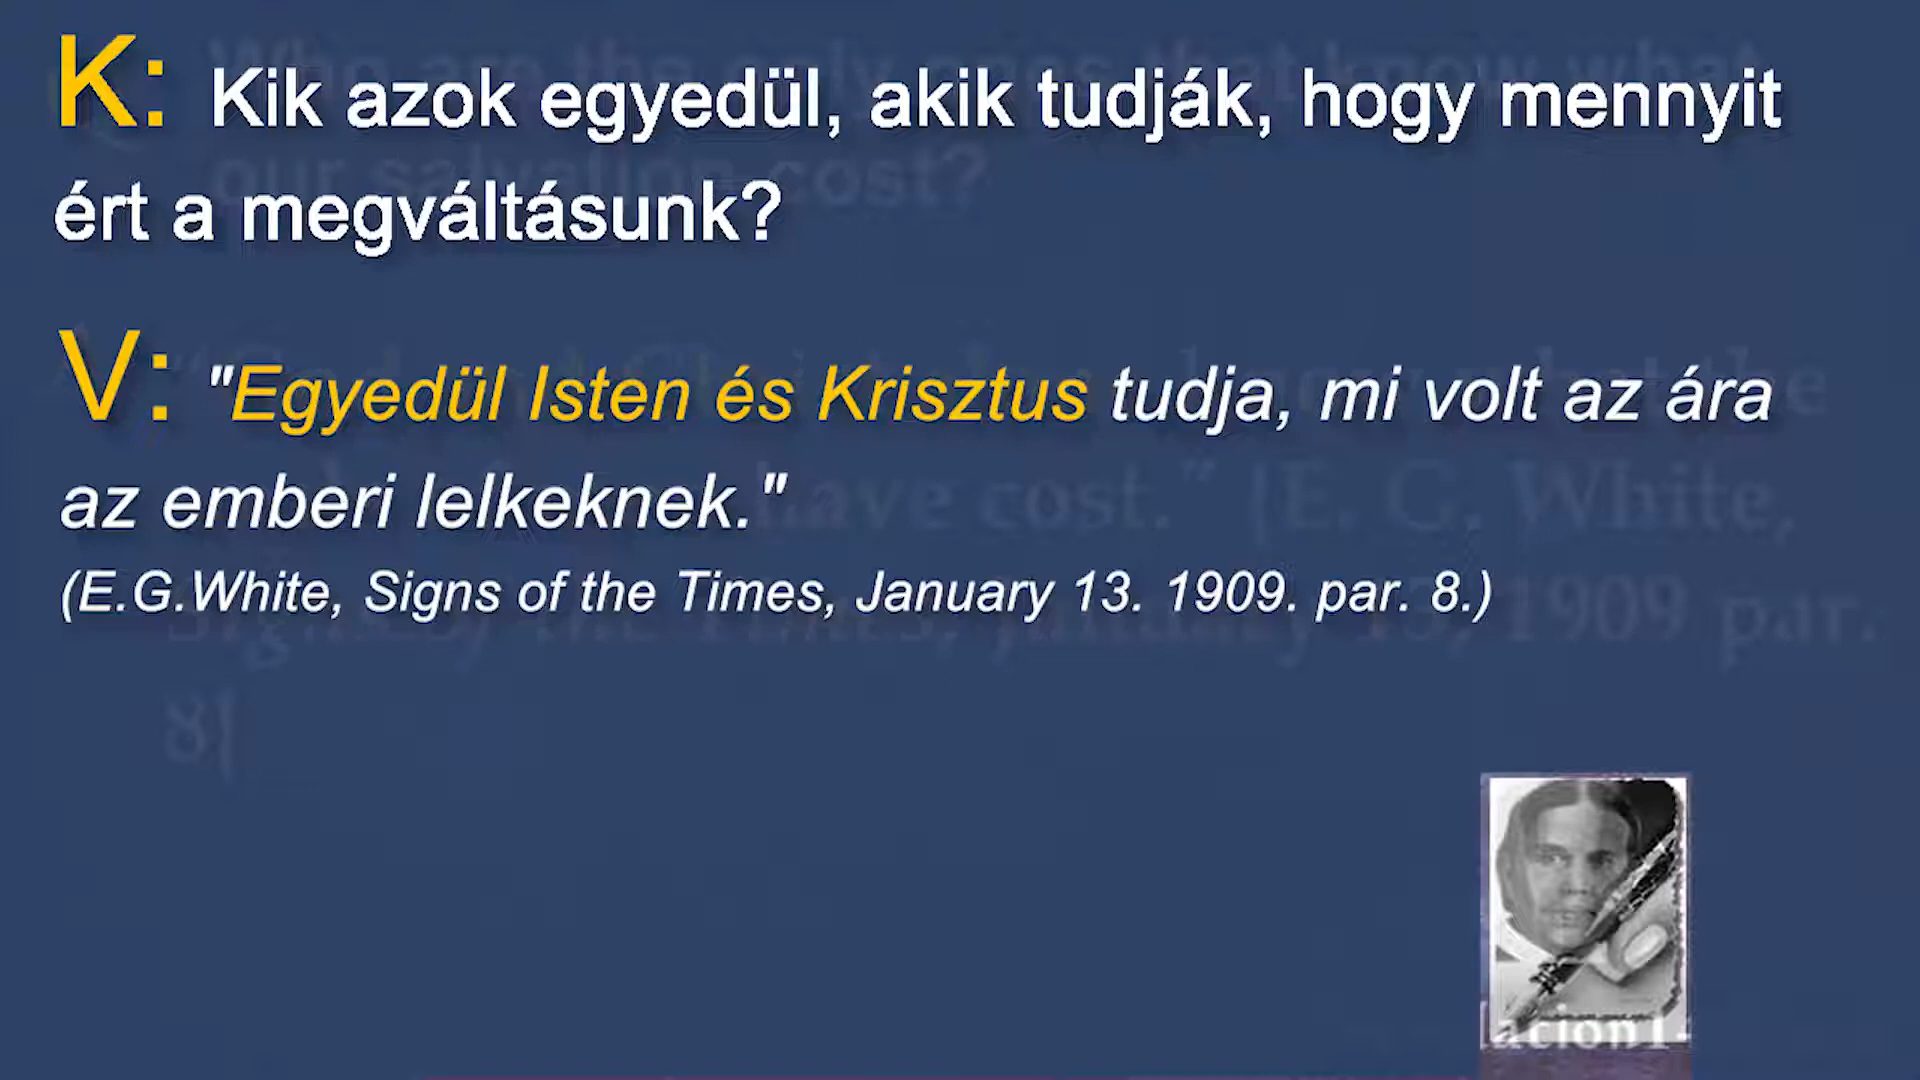 K: Kik azok egyedül, akik tudják, hogy mennyit
ért a megváltásunk?
V: "Egyedül Isten és Krisztus tudja, mi volt az ára
az emberi lelkeknek."
(E.G.White, Signs of the Times, January 13. 1909. par. 8.)